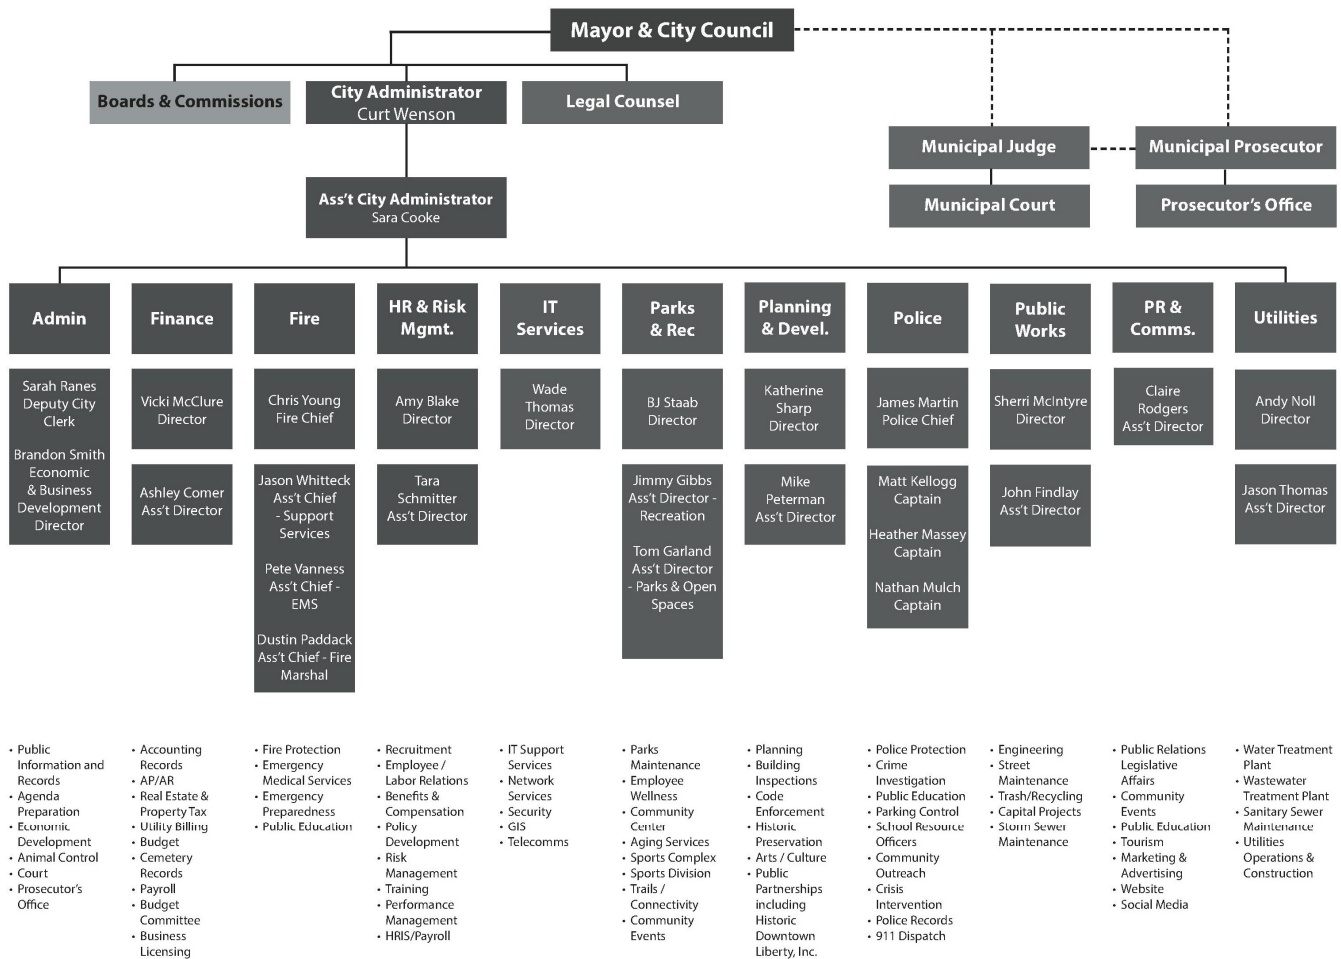 Mayor & City Council
Boards & Commissions
City Administrator
Curt Wenson
Legal Counsel
Municipal Judge
Municipal Prosecutor
Ass't City Administrator
Sara Cooke
Municipal Court
Prosecutor's Office
Admin
Finance
Fire
HR & Risk
Mgmt.
IT
Services
Parks
& Rec
Planning
& Devel.
Police
Public
Works
PR &
Comms.
Utilities
Sarah Ranes
Deputy City
Clerk
Brandon Smith
Economic
& Business
Development
Director
Vicki McClure
Director
Ashley Comer
Ass't Director
Chris Young
Fire Chief
Jason Whitteck
Ass't Chief
- Support
Services
Pete Vanness
Ass't Chief -
EMS
Dustin Paddack
Ass't Chief - Fire
Marshal
Amy Blake
Director
Tara
Schmitter
Ass't Director
Wade
Thomas
Director
BJ Staab
Director
Jimmy Gibbs
Ass't Director -
Recreation
Tom Garland
Ass't Director
- Parks & Open
Spaces
Katherine
Sharp
Director
Mike
Peterman
Ass't Director
James Martin
Police Chief
Matt Kellogg
Captain
Heather Massey
Captain
Nathan Mulch
Captain
Sherri McIntyre
Director
John Findlay
Ass't Director
Claire
Rodgers
Ass't Director
Andy Noll
Director
Jason Thomas
Ass't Director
• Public
Information and
Records
• Agenda
Preparation
• Economic
Development
• Animal Control
• Court
• Prosecutor's
Office
• Accounting
Records
• AP/AR
• Real Estate &
Property Tax
• Utility Billing
• Budget
• Cemetery
Records
• Payroll
• Budget
Committee
• Business
Licensing
• Fire Protection
• Emergency
Medical Services
• Emergency
Preparedness
• Public Education
• Recruitment
• Employee /
Labor Relations
• Benefits &
Compensation
• Policy
Development
• Risk
Management
• Training
• Performance
Management
• HRIS/Payroll
• IT Support
Services
• Network
Services
• Security
• GIS
• Telecomms
• Parks
Maintenance
• Employee
Wellness
• Community
Center
• Aging Services
• Sports Complex
• Sports Division
• Trails /
Connectivity
• Community
Events
• Planning
• Building
Inspections
• Code
Enforcement
• Historic
Preservation
• Arts / Culture
• Public
Partnerships
including
Historic
Downtown
Liberty, Inc.
• Police Protection
• Crime
Investigation
• Public Education
• Parking Control
• School Resource
Officers
• Community
Outreach
• Crisis
Intervention
• Police Records
• 911 Dispatch
• Engineering
• Street
Maintenance
• Trash/Recycling
• Capital Projects
• Storm Sewer
Maintenance
• Public Relations
Legislative
Affairs
• Community
Events
• Public Education
• Tourism
• Marketing &
Advertising
• Website
• Social Media
• Water Treatment
Plant
• Wastewater
Treatment Plant
• Sanitary Sewer
Maintenance
• Utilities
Operations &
Construction